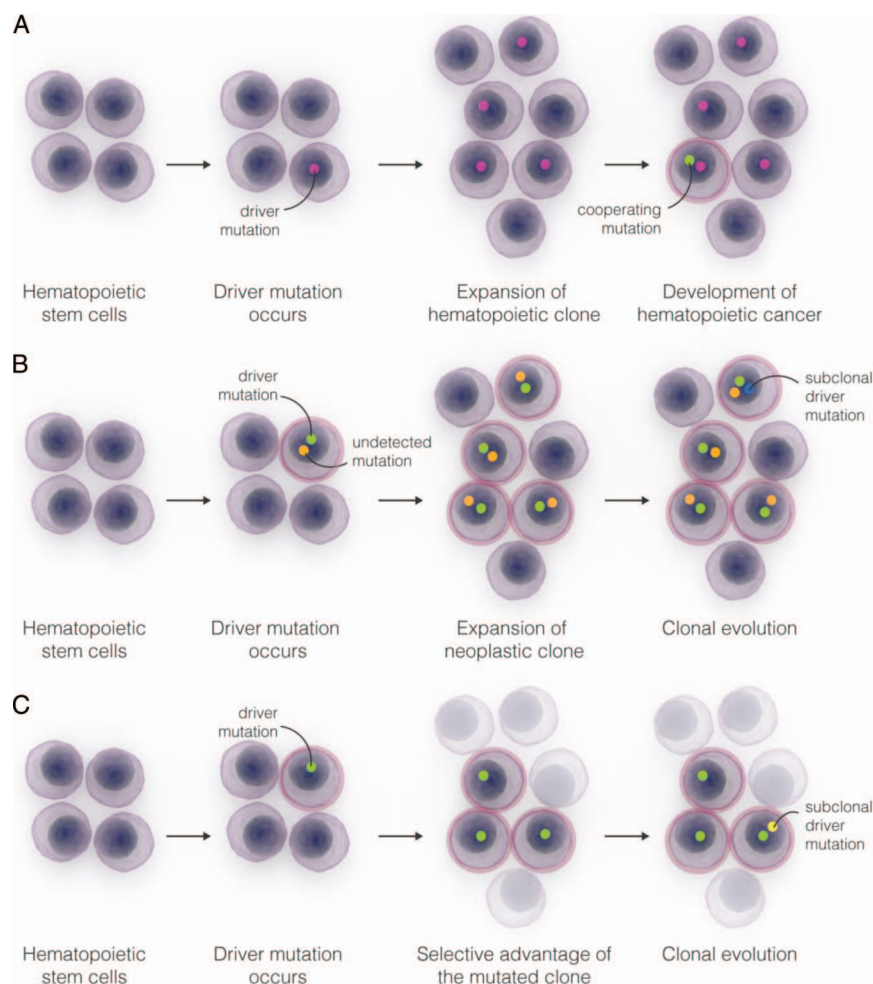 A
driver
mutation
cooperating
mutation
Hematopoietic
stem cells
Driver mutation
occurs
Expansion of
hematopoietic clone
Development of
hematopoietic cancer
B
driver
mutation
undetected
mutation
subclonal
driver
mutation
Hematopoietic
stem cells
Driver mutation
occurs
Expansion of
neoplastic clone
Clonal evolution
C
driver
mutation
subclonal
driver
mutation
Hematopoietic
stem cells
Driver mutation
occurs
Selective advantage of
the mutated clone
Clonal evolution